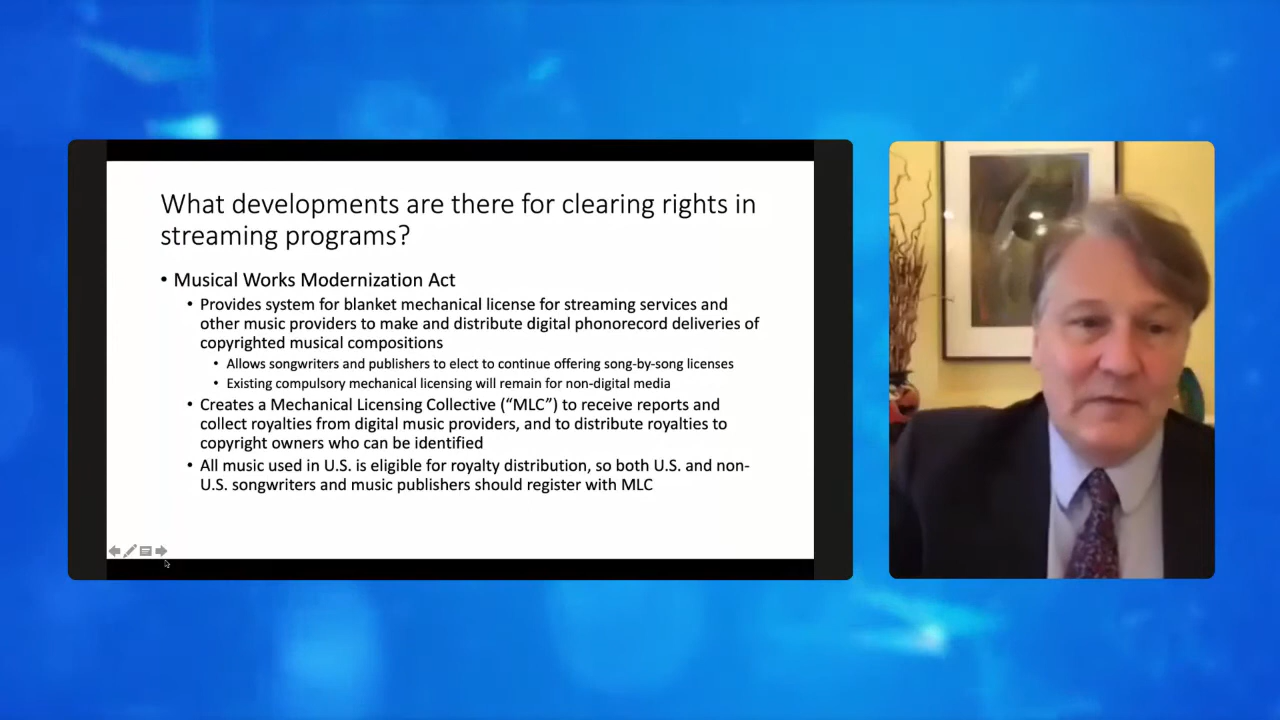 What developments are there for clearing rights in
streaming programs?
• Musical Works Modernization Act
• Provides system for blanket mechanical license for streaming services and
other music providers to make and distribute digital phonorecord deliveries of
copyrighted musical compositions
• Allows songwriters and publishers to elect to continue offering song-by-song licenses
• Existing compulsory mechanical licensing will remain for non-digital media
• Creates a Mechanical Licensing Collective (“MLC”) to receive reports and
collect royalties from digital music providers, and to distribute royalties to
copyright owners who can be identified
• All music used in U.S. is eligible for royalty distribution, so both U.S. and non-
U.S. songwriters and music publishers should register with MLC